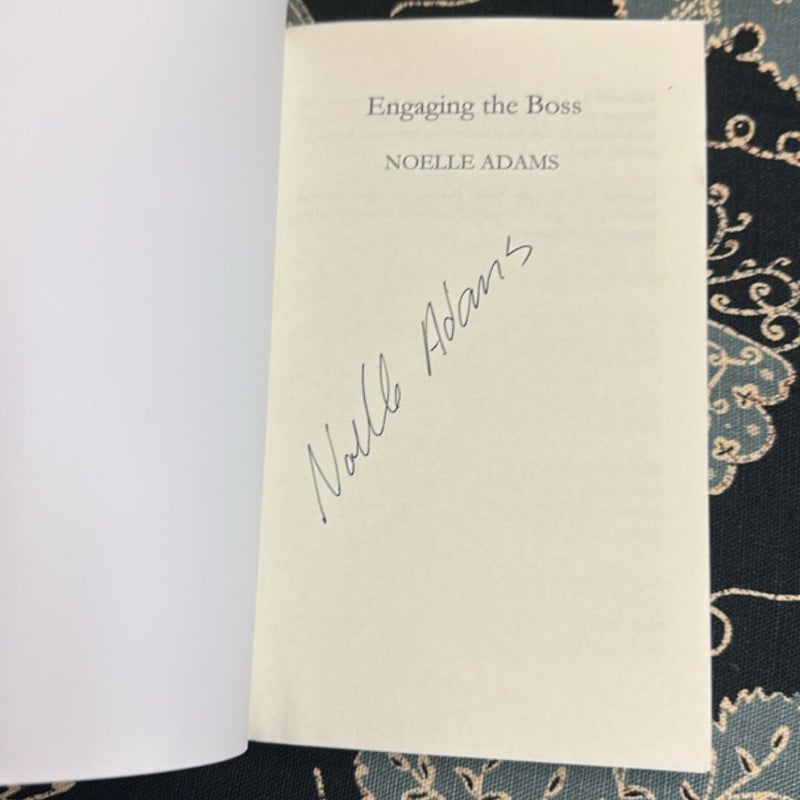 Engaging the Boss
NOELLE ADAMS
Noelle Adams